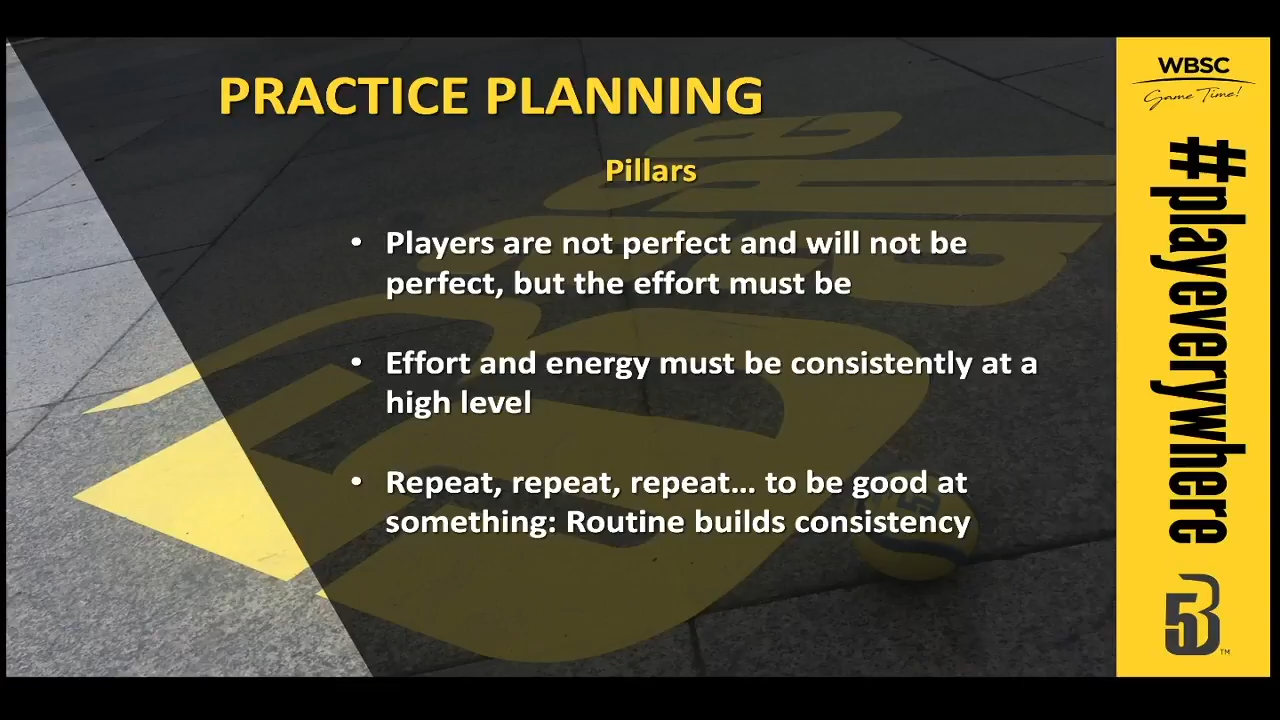 PRACTICE PLANNING
Pillars
• Players are not perfect and will not be
perfect, but the effort must be
• Effort and energy must be consistently at a
high level
• Repeat, repeat, repeat... to be good at
something: Routine builds consistency
WBSC
Game Time!
#playeverywhere
B5™